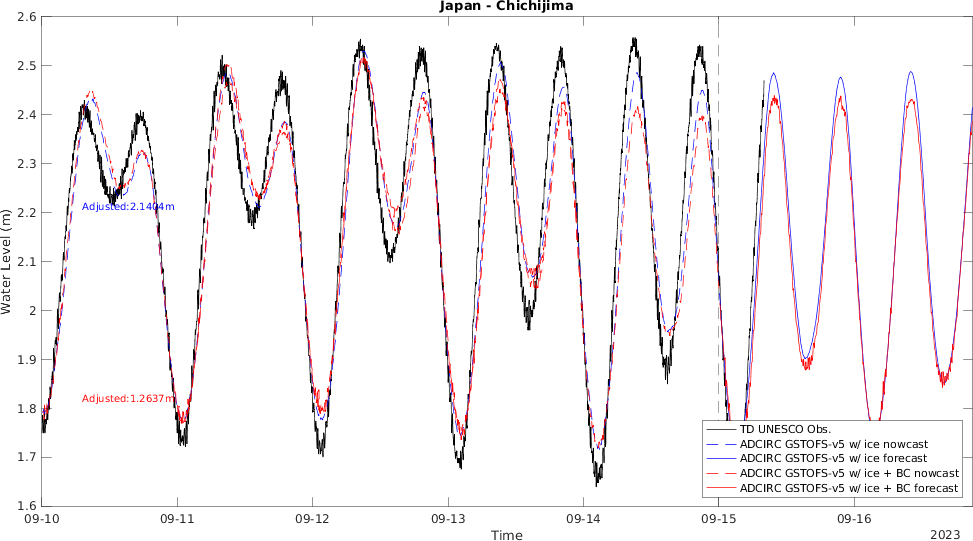 Japan - Chichijima
2.6
2.5
2.4
2.3
2.2
2.1
2
1.9
1.8
1.7
1.6
Water Level (m)
Adjusted:2.1404m
Adjusted:1.2637m
TD UNESCO Obs.
ADCIRC GSTOFS-v5 w/ ice nowcast
ADCIRC GSTOFS-v5 w/ ice forecast
ADCIRC GSTOFS-v5 w/ ice + BC nowcast
ADCIRC GSTOFS-v5 w/ ice + BC forecast
09-10 09-11 09-12 09-13 09-14 09-15 09-16
Time
2023